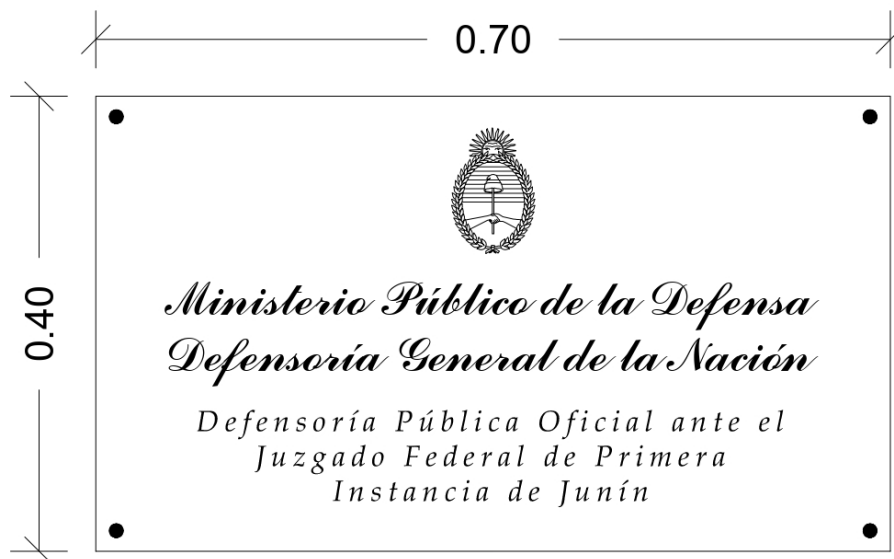 0.70
0.40
Ministerio Público de la Defensa
Defensoría General de la Nación
Defensoría Pública Oficial ante el
Juzgado Federal de Primera
Instancia de Junín